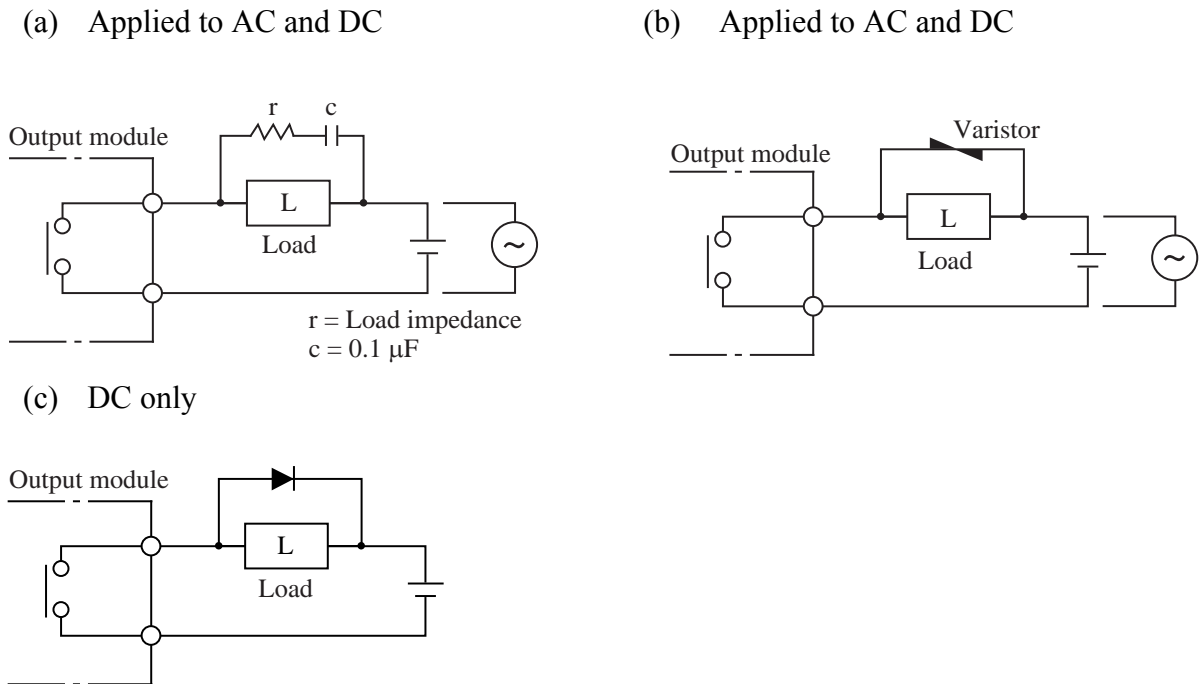 (a) Applied to AC and DC
r c
Output module
L
Load
r = Load impedance
c = 0.1 μF
(b) Applied to AC and DC
Varistor
Output module
L
Load
(c) DC only
Output module
L
Load